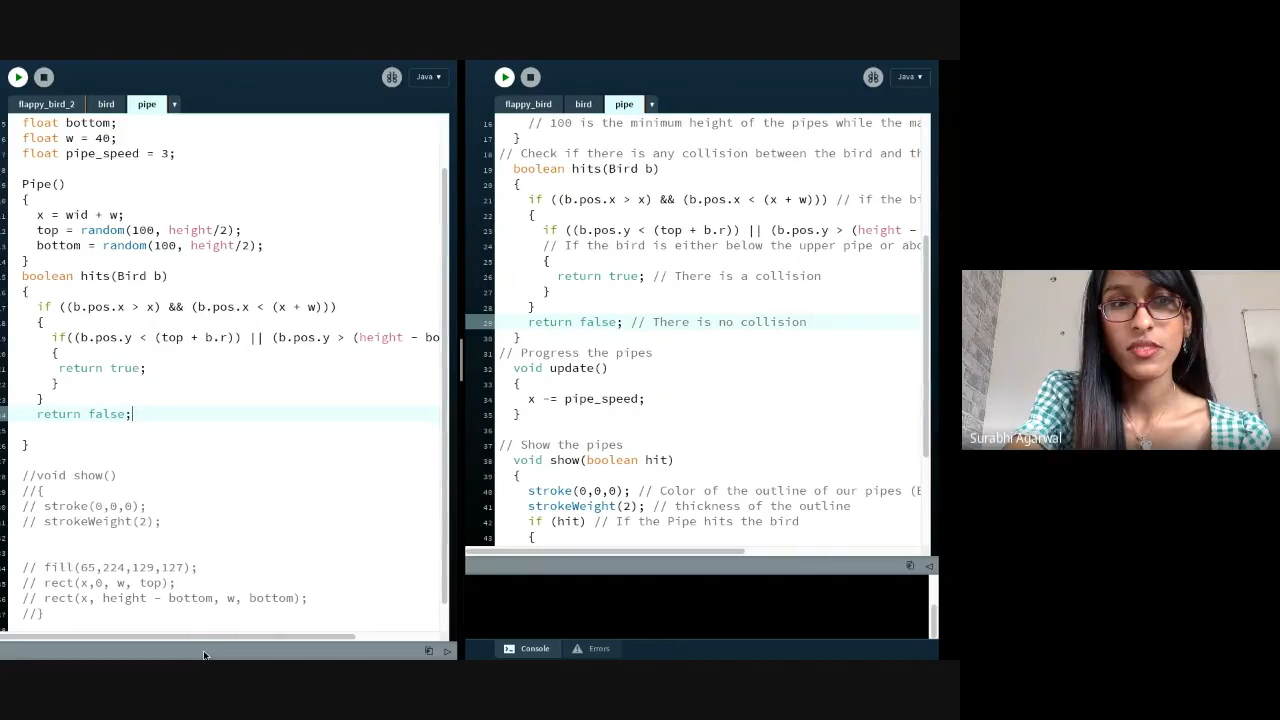 Java ▾
flappy_bird_2 bird pipe ▾
float bottom;
float w = 40;
float pipe_speed = 3;
Pipe()
{
x = wid + w;
top = random(100, height/2);
bottom = random(100, height/2);
}
boolean hits(Bird b)
{
if ((b.pos.x > x) && (b.pos.x < (x + w)))
{
if((b.pos.y < (top + b.r)) || (b.pos.y > (height - bo
{
return true;
}
}
return false;
}
//void show()
//{
// stroke(0,0,0);
// strokeWeight(2);
// fill(65,224,129,127);
// rect(x,0, w, top);
// rect(x, height - bottom, w, bottom);
//}
Java ▾
flappy_bird bird pipe ▾
16 // 100 is the minimum height of the pipes while the ma
17 }
18 // Check if there is any collision between the bird and th
19 boolean hits(Bird b)
20 {
21 if ((b.pos.x > x) && (b.pos.x < (x + w))) // if the bi
22 {
23 if ((b.pos.y < (top + b.r)) || (b.pos.y > (height -
24 // If the bird is either below the upper pipe or abo
25 {
26 return true; // There is a collision
27 }
28 }
29 return false; // There is no collision
30 }
31 // Progress the pipes
32 void update()
33 {
34 x -= pipe_speed;
35 }
36
37 // Show the pipes
38 void show(boolean hit)
39 {
40 stroke(0,0,0); // Color of the outline of our pipes (B
41 strokeWeight(2); // thickness of the outline
42 if (hit) // If the Pipe hits the bird
43 {
Console Errors
Surabhi Agarwal